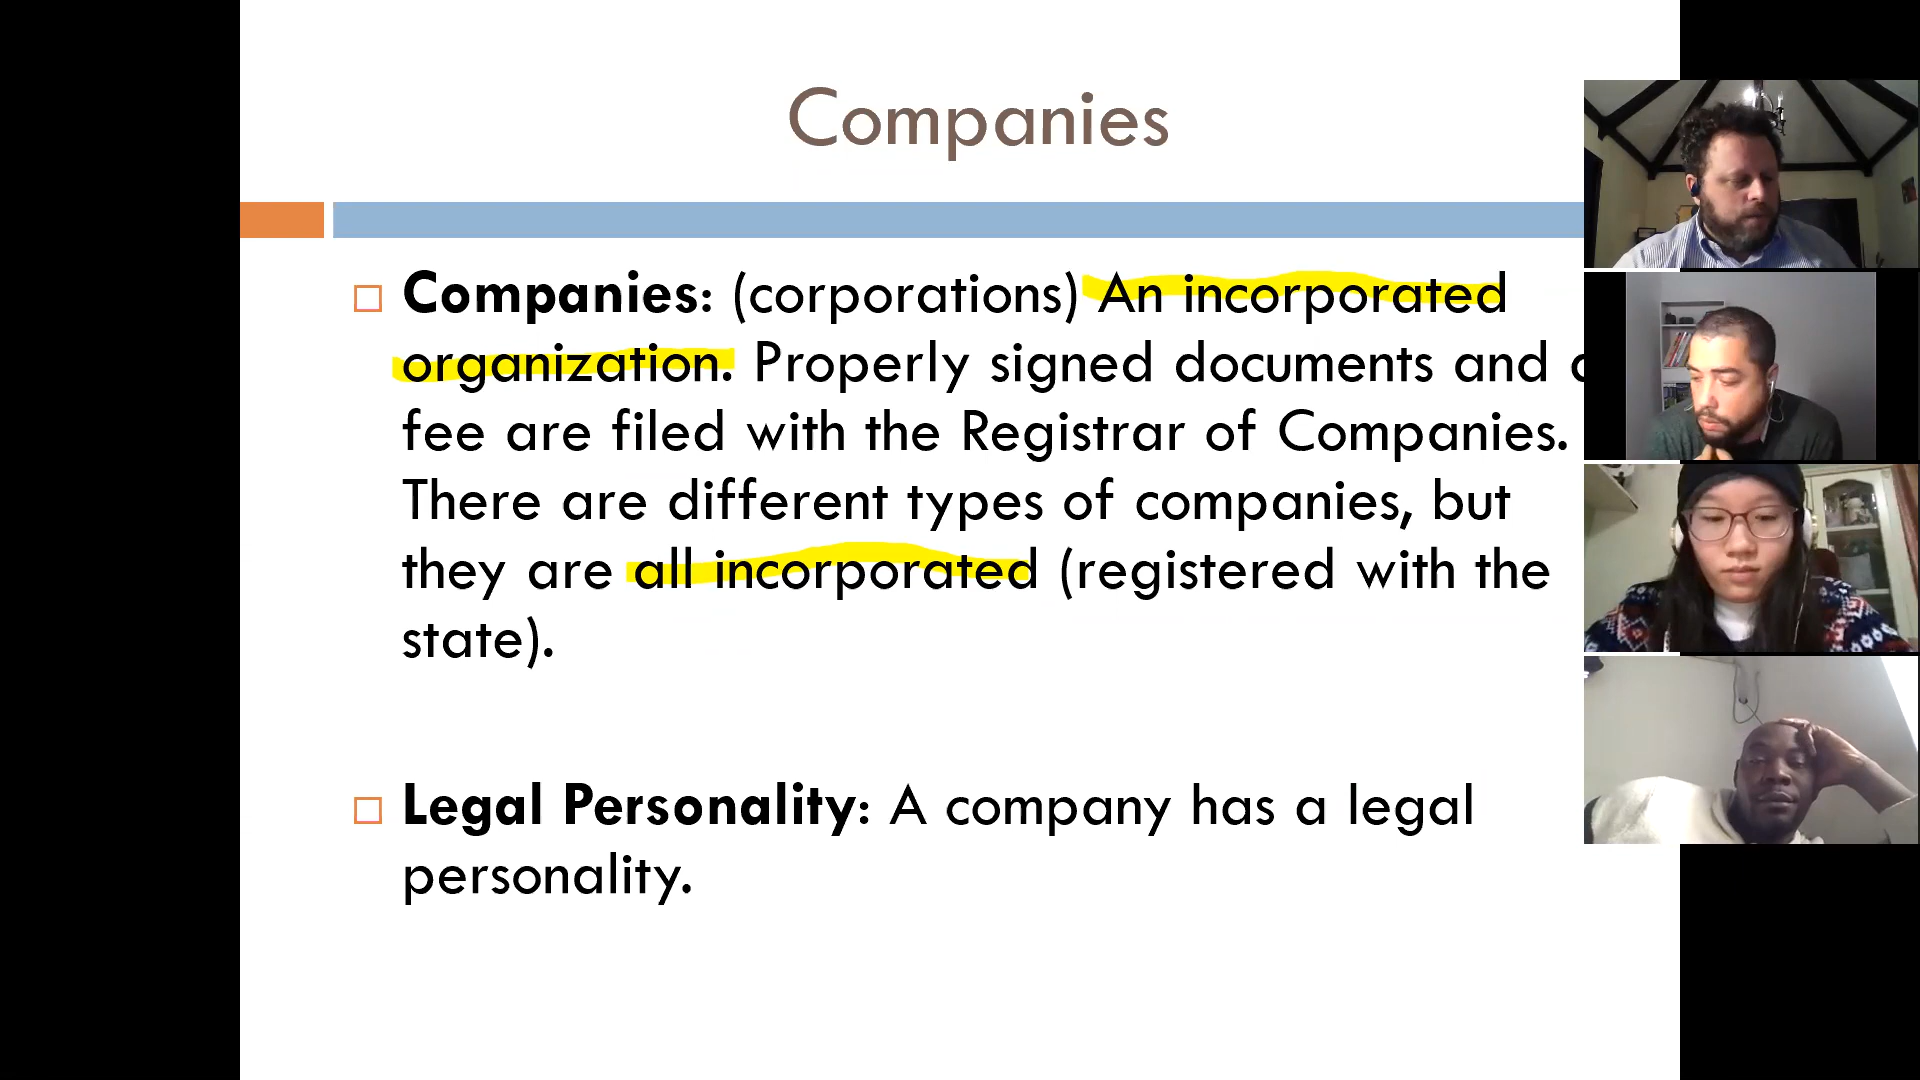 Companies
Companies: (corporations) An incorporated
organization. Properly signed documents and
fee are filed with the Registrar of Companies.
There are different types of companies, but
they are all incorporated (registered with the
state).
Legal Personality: A company has a legal
personality.